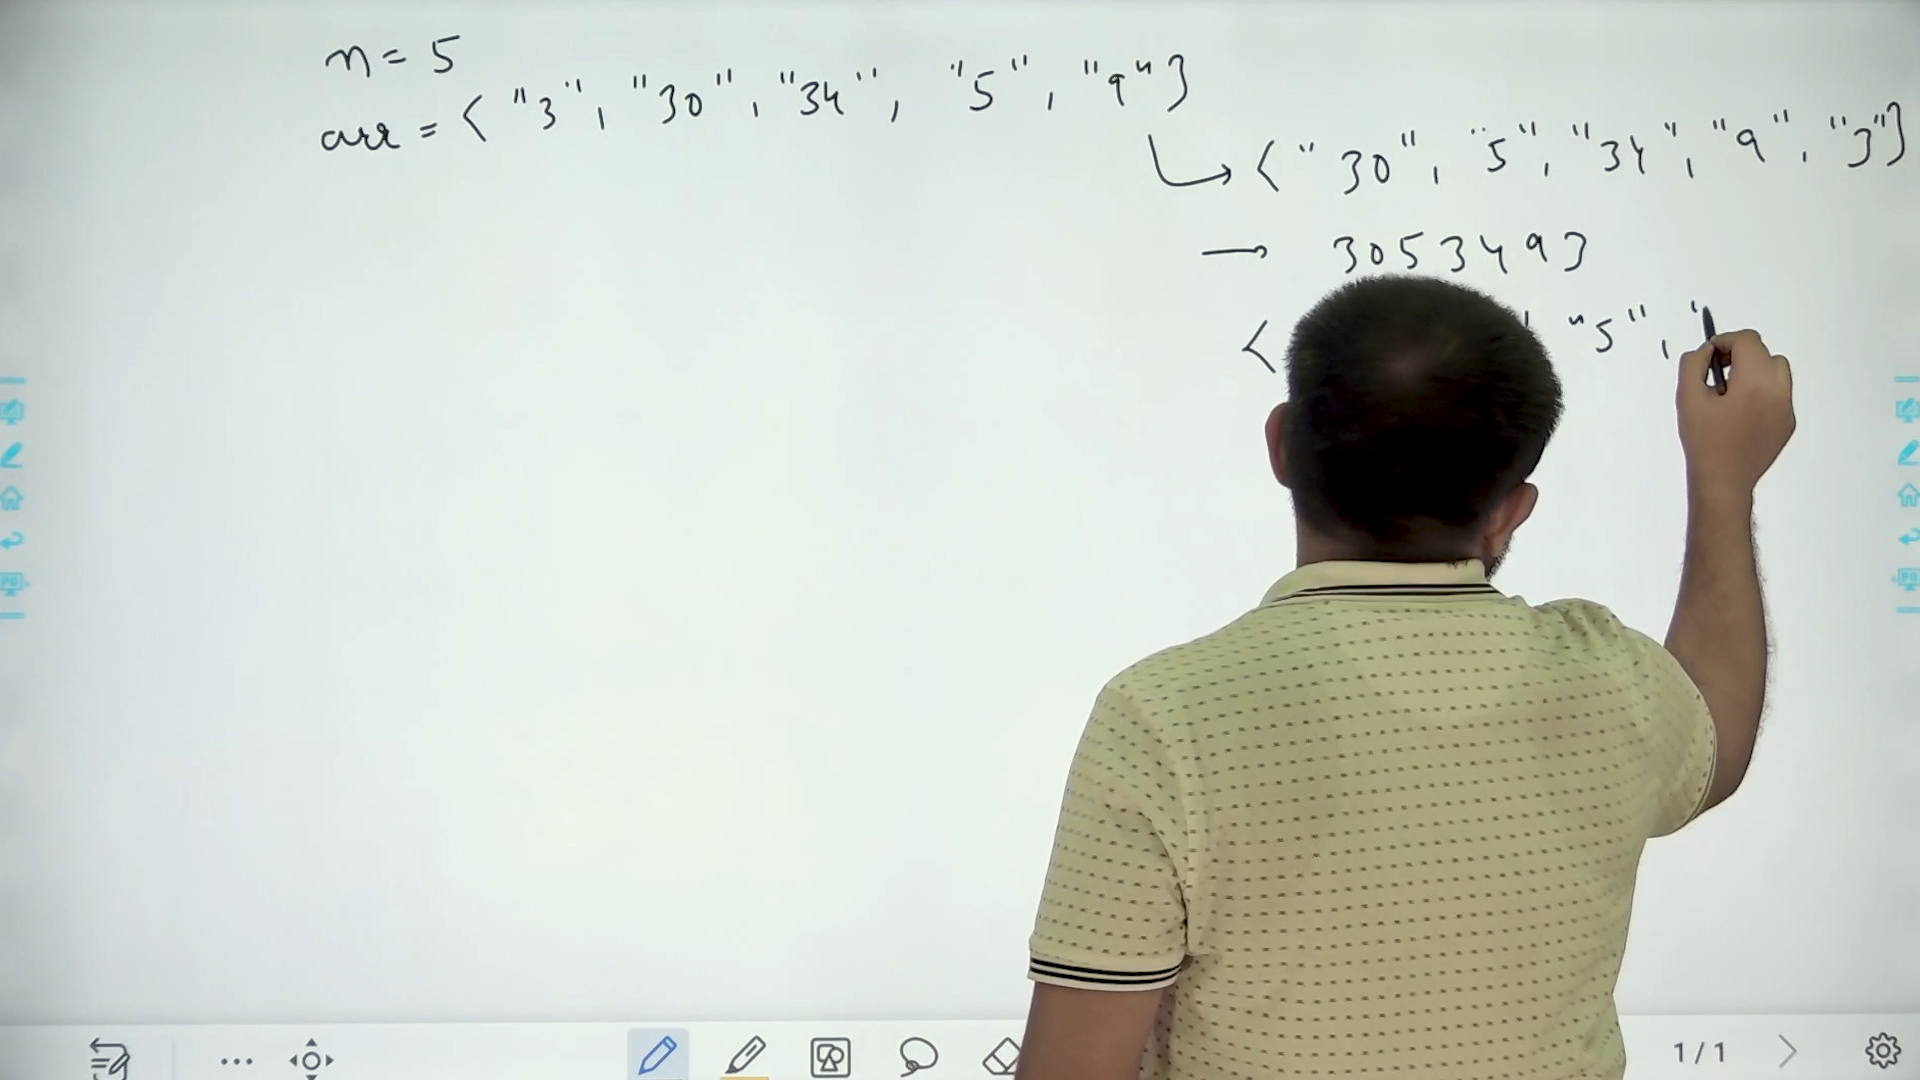 n = 5
arr = { "3", "30", "34", "5", "9" }
{ "30", "5", "34", "9", "3" }
→ 3053493
{ "5", "
1 / 1